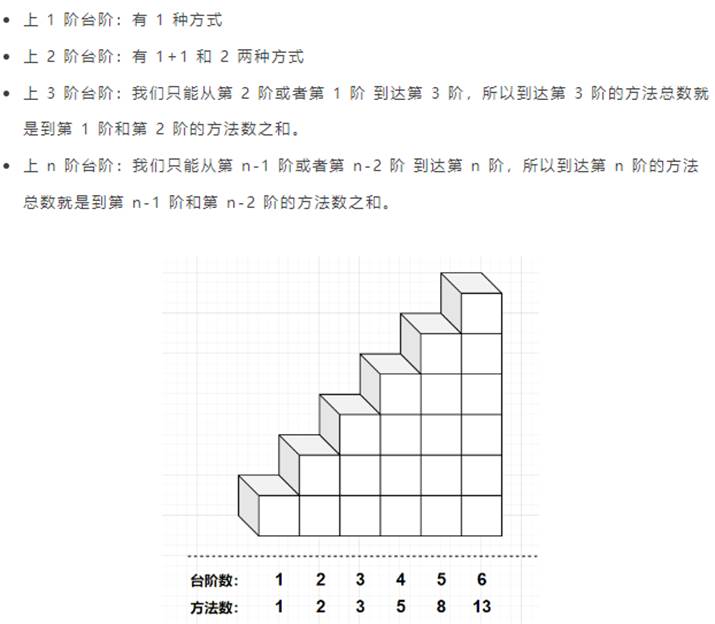 上 1 阶台阶：有 1 种方式
上 2 阶台阶：有 1+1 和 2 两种方式
上 3 阶台阶：我们只能从第 2 阶或者第 1 阶 到达第 3 阶，所以到达第 3 阶的方法总数就
是到第 1 阶和第 2 阶的方法数之和。
上 n 阶台阶：我们只能从第 n-1 阶或者第 n-2 阶 到达第 n 阶，所以到达第 n 阶的方法
总数就是到第 n-1 阶和第 n-2 阶的方法数之和。
台阶数： 1 2 3 4 5 6
方法数： 1 2 3 5 8 13